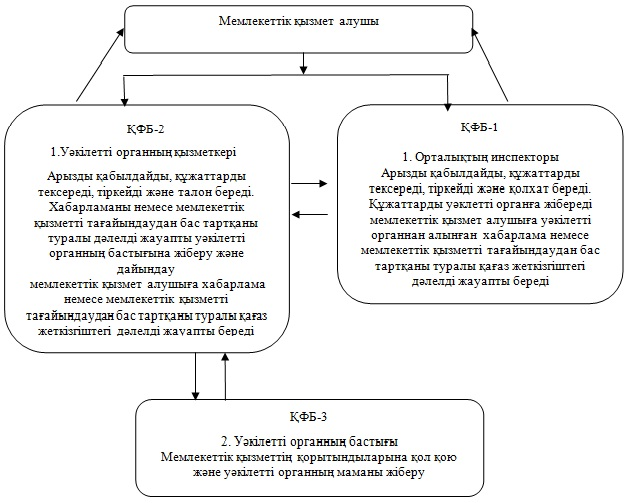 Мемлекеттік қызмет алушы
ҚФБ-2
1.Уәкілетті органның қызметкері
Арызды қабылдайды, құжаттарды
тексереді, тіркейді және талон береді.
Хабарламаны немесе мемлекеттік
қызметті тағайындаудан бас тартқаны
туралы дәлелді жауапты уәкілетті
органның бастығына жіберу және
дайындау
мемлекеттік қызмет алушыға хабарлама
немесе мемлекеттік қызметті
тағайындаудан бас тартқаны туралы қағаз
жеткізгіштегі дәлелді жауапты береді
ҚФБ-1
1. Орталықтың инспекторы
Арызды қабылдайды, құжаттарды
тексереді, тіркейді және қолхат береді.
Құжаттарды уәклетті органға жібереді
мемлекеттік қызмет алушыға уәкілетті
органнан алынған хабарлама немесе
мемлекеттік қызметті тағайындаудан бас
тартқаны туралы қағаз жеткізгіштегі
дәлелді жауапты береді
ҚФБ-3
2. Уәкілетті органның бастығы
Мемлекеттік қызметтің қорытындыларына қол қою
және уәкілетті органның маманы жіберу